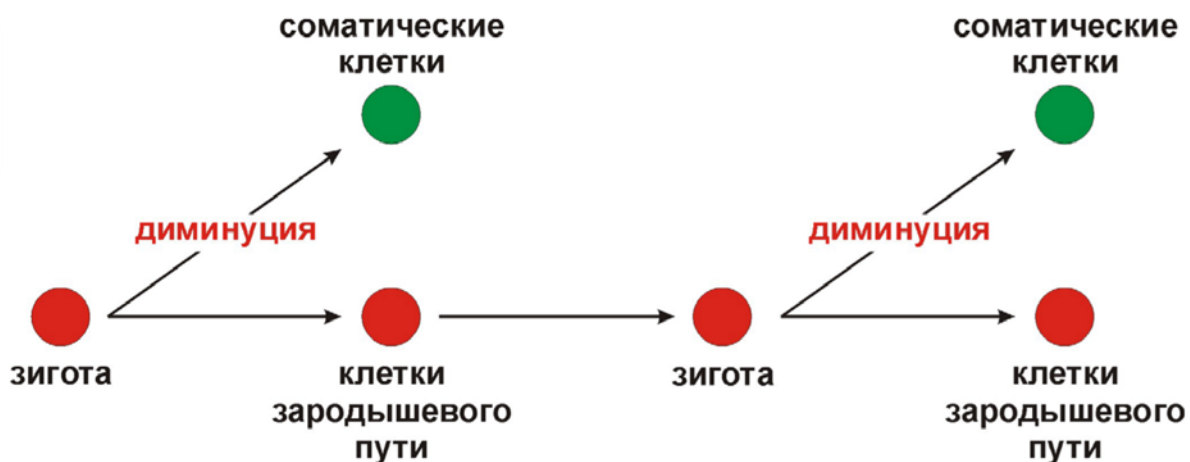 соматические
клетки
соматические
клетки
диминуция
диминуция
зигота
клетки
зародышевого
пути
зигота
клетки
зародышевого
пути